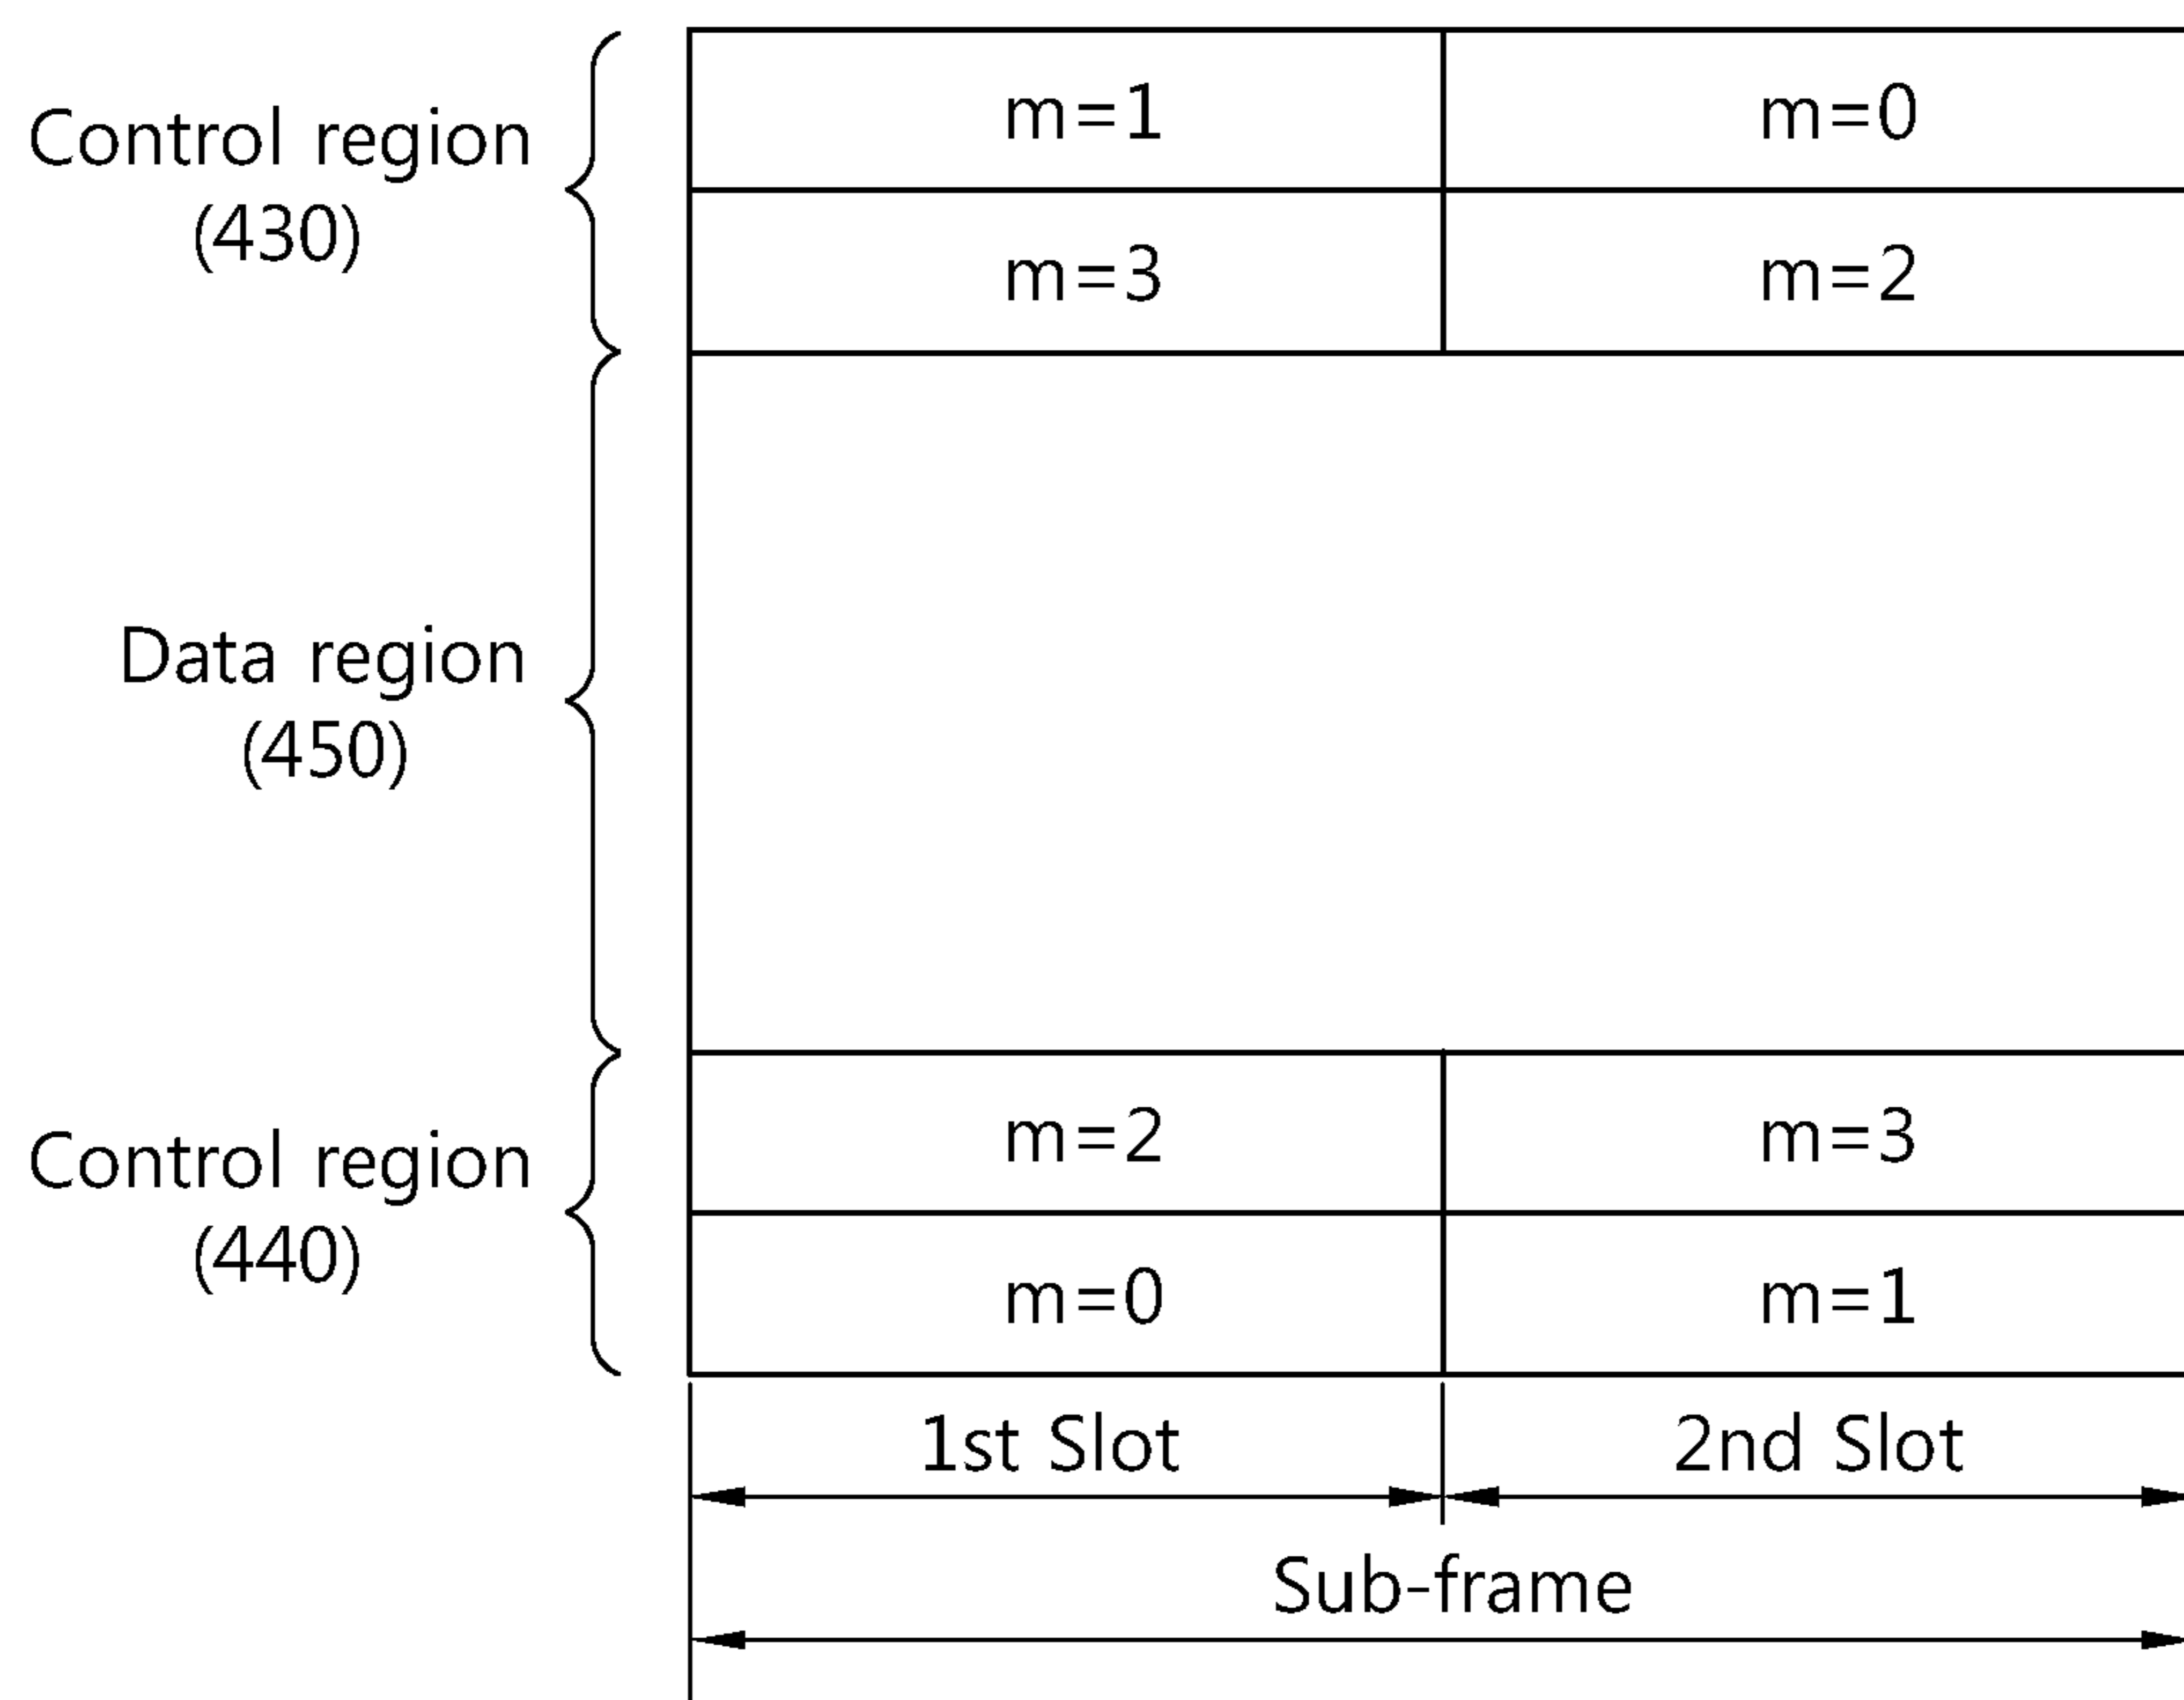 Control region
(430)
m=1
m=0
m=3
m=2
Data region
(450)
Control region
(440)
m=2
m=3
m=0
m=1
1st Slot
2nd Slot
Sub-frame